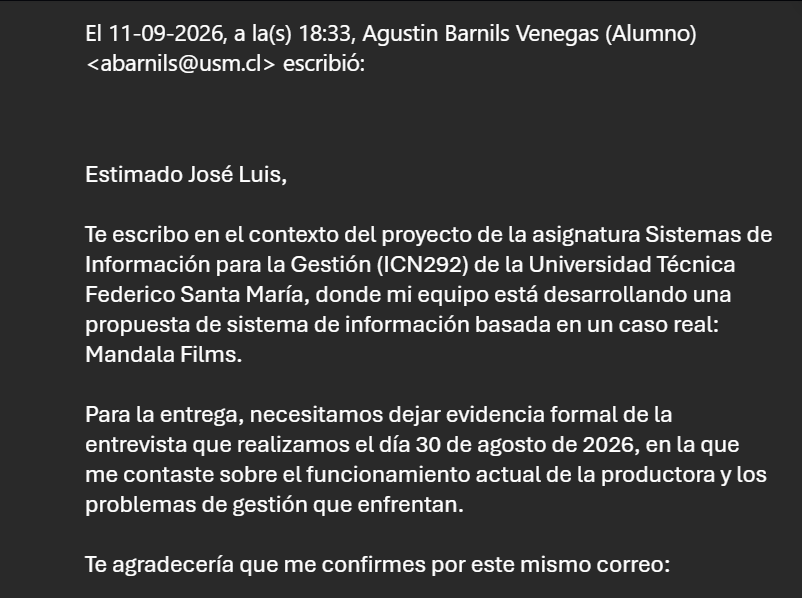 El 11-09-2026, a la(s) 18:33, Agustin Barnils Venegas (Alumno)
<abarnils@usm.cl> escribió:
Estimado José Luis,
Te escribo en el contexto del proyecto de la asignatura Sistemas de
Información para la Gestión (ICN292) de la Universidad Técnica
Federico Santa María, donde mi equipo está desarrollando una
propuesta de sistema de información basada en un caso real:
Mandala Films.
Para la entrega, necesitamos dejar evidencia formal de la
entrevista que realizamos el día 30 de agosto de 2026, en la que
me contaste sobre el funcionamiento actual de la productora y los
problemas de gestión que enfrentan.
Te agradecería que me confirmes por este mismo correo: